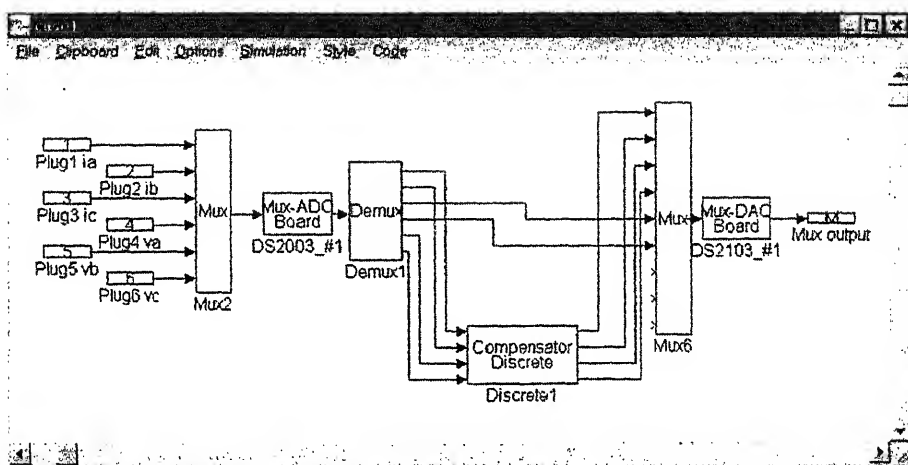 File Clipboard Edit Options Simulation Style Code
1
Plug1 ia
2
Plug2 ib
3
Plug3 ic
4
Plug4 va
5
Plug5 vb
6
Plug6 vc
Mux
Mux2
Mux-ADC
Board
DS2003_#1
Demux
Demux1
Compensator
Discrete
Discrete1
Mux
Mux6
Mux-DAC
Board
DS2103_#1
Mux output